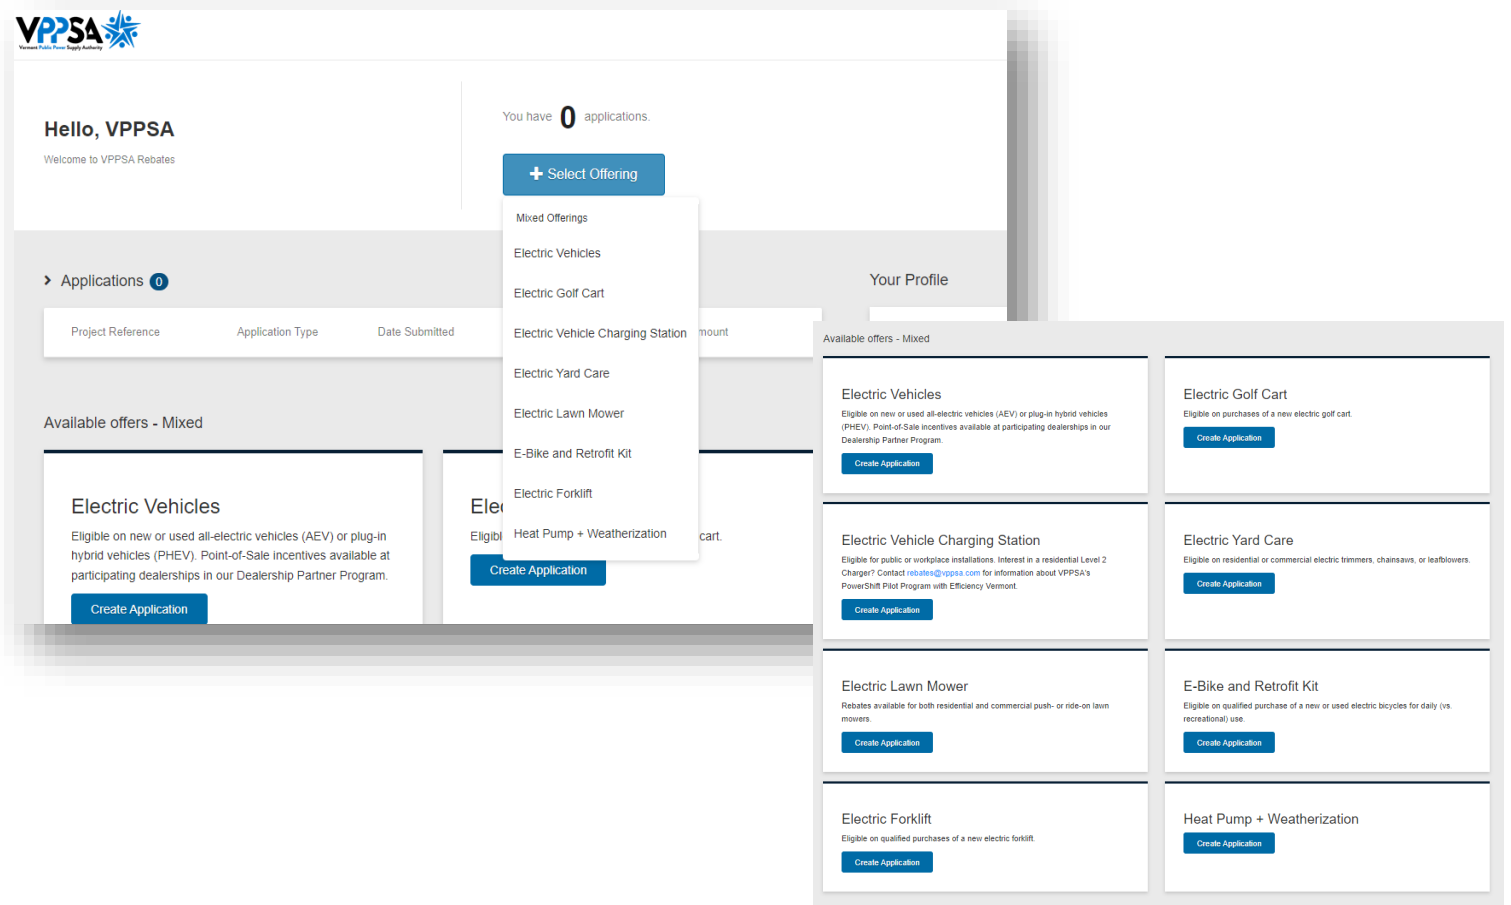 VPPSA
Vermont Public Power Supply Authority
Hello, VPPSA
Welcome to VPPSA Rebates
You have 0 applications.
Select Offering
Mixed Offerings
Electric Vehicles
Electric Golf Cart
Electric Vehicle Charging Station
Electric Yard Care
Electric Lawn Mower
E-Bike and Retrofit Kit
Electric Forklift
Heat Pump + Weatherization
Applications 0
Project Reference Application Type Date Submitted mount
Your Profile
Available offers - Mixed
Electric Vehicles
Eligible on new or used all-electric vehicles (AEV) or plug-in
hybrid vehicles (PHEV). Point-of-Sale incentives available at
participating dealerships in our Dealership Partner Program.
Create Application
Elec
Eligibl cart.
Create Application
Available offers - Mixed
Electric Vehicles
Eligible on new or used all-electric vehicles (AEV) or plug-in hybrid vehicles
(PHEV). Point-of-Sale incentives available at participating dealerships in our
Dealership Partner Program.
Create Application
Electric Golf Cart
Eligible on purchases of a new electric golf cart.
Create Application
Electric Vehicle Charging Station
Eligible for public or workplace installations. Interest in a residential Level 2
Charger? Contact rebates@vppsa.com for information about VPPSA's
PowerShift Pilot Program with Efficiency Vermont.
Create Application
Electric Yard Care
Eligible on residential or commercial electric trimmers, chainsaws, or leafblowers.
Create Application
Electric Lawn Mower
Rebates available for both residential and commercial push- or ride-on lawn
mowers.
Create Application
E-Bike and Retrofit Kit
Eligible on qualified purchase of a new or used electric bicycles for daily (vs.
recreational) use.
Create Application
Electric Forklift
Eligible on qualified purchases of a new electric forklift.
Create Application
Heat Pump + Weatherization
Create Application